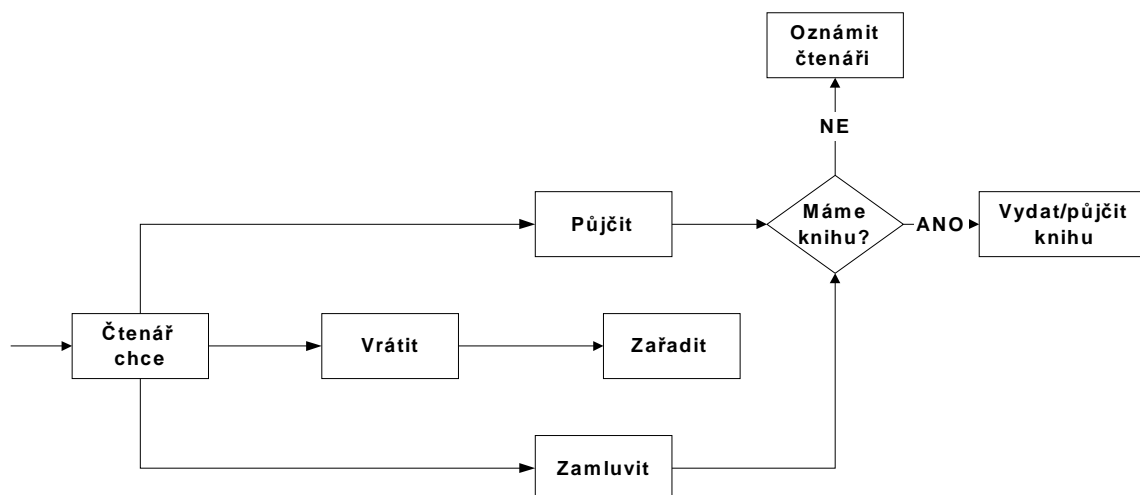 Oznámit
čtenáři
NE
Půjčit
Máme
knihu?
ANO
Vydat/půjčit
knihu
Čtenář
chce
Vrátit
Zařadit
Zamluvit